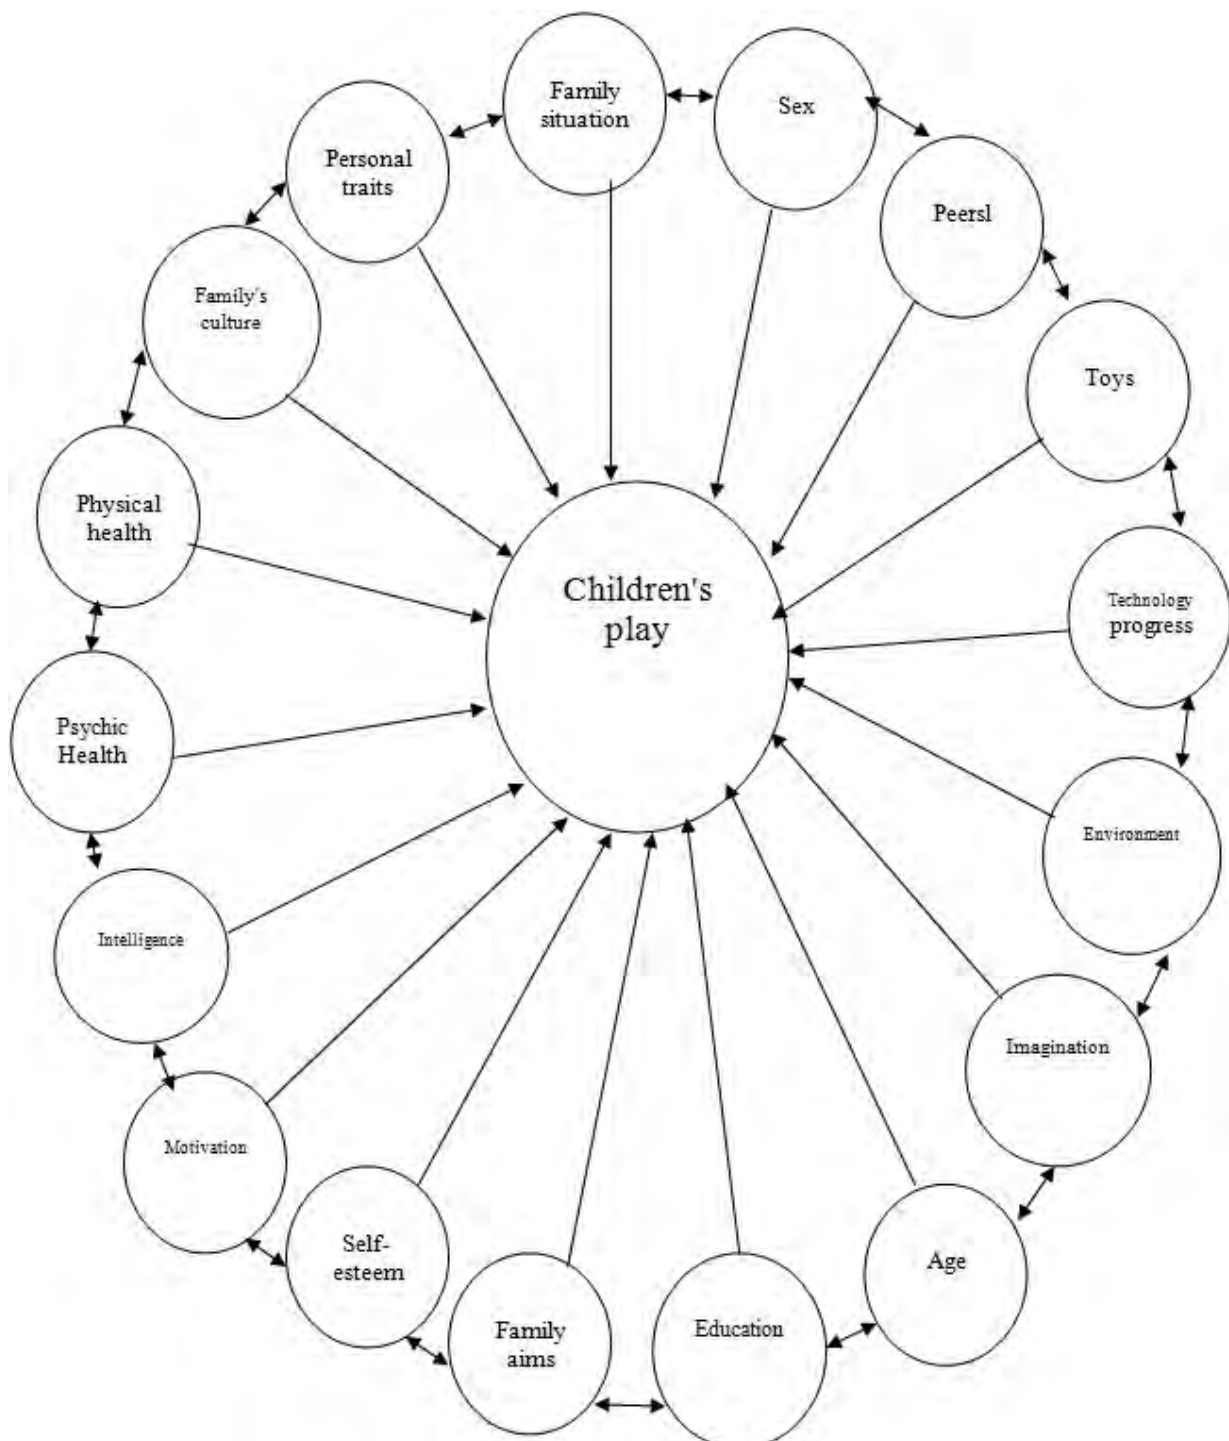 Family
situation
Sex
Personal
traits
Peersl
Family's
culture
Toys
Physical
health
Children's
play
Technology
progress
Psychic
Health
Environment
Intelligence
Imagination
Motivation
Self-
esteem
Age
Family
aims
Education